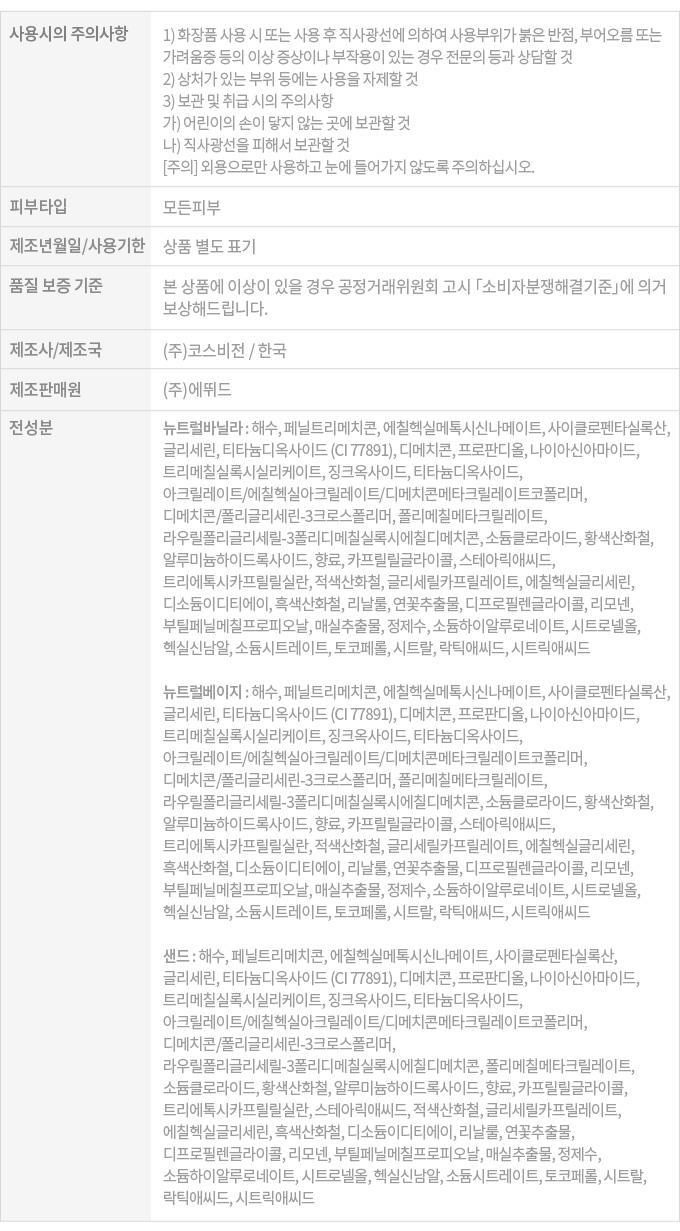 사용시의 주의사항
1) 화장품 사용 시 또는 사용 후 직사광선에 의하여 사용부위가 붉은 반점, 부어오름 또는
가려움증 등의 이상 증상이나 부작용이 있는 경우 전문의 등과 상담할 것
2) 상처가 있는 부위 등에는 사용을 자제할 것
3) 보관 및 취급 시의 주의사항
가) 어린이의 손이 닿지 않는 곳에 보관할 것
나) 직사광선을 피해서 보관할 것
[주의] 외용으로만 사용하고 눈에 들어가지 않도록 주의하십시오.
피부타입
모든피부
제조년월일/사용기한
상품 별도 표기
품질 보증 기준
본 상품에 이상이 있을 경우 공정거래위원회 고시 「소비자분쟁해결기준」에 의거
보상해드립니다.
제조사/제조국
(주)코스비전 / 한국
제조판매원
(주)에뛰드
전성분
뉴트럴바닐라 : 해수, 페닐트리메치콘, 에칠헥실메톡시신나메이트, 사이클로펜타실록산,
글리세린, 티타늄디옥사이드 (CI 77891), 디메치콘, 프로판디올, 나이아신아마이드,
트리메칠실록시실리케이트, 징크옥사이드, 티타늄디옥사이드,
아크릴레이트/에칠헥실아크릴레이트/디메치콘메타크릴레이트코폴리머,
디메치콘/폴리글리세린-3크로스폴리머, 폴리메칠메타크릴레이트,
라우릴폴리글리세릴-3폴리디메칠실록시에칠디메치콘, 소듐클로라이드, 황색산화철,
알루미늄하이드록사이드, 향료, 카프릴릴글라이콜, 스테아릭애씨드,
트리에톡시카프릴릴실란, 적색산화철, 글리세릴카프릴레이트, 에칠헥실글리세린,
디소듐이디티에이, 흑색산화철, 리날룰, 연꽃추출물, 디프로필렌글라이콜, 리모넨,
부틸페닐메칠프로피오날, 매실추출물, 정제수, 소듐하이알루로네이트, 시트로넬올,
헥실신남알, 소듐시트레이트, 토코페롤, 시트랄, 락틱애씨드, 시트릭애씨드
뉴트럴베이지 : 해수, 페닐트리메치콘, 에칠헥실메톡시신나메이트, 사이클로펜타실록산,
글리세린, 티타늄디옥사이드 (CI 77891), 디메치콘, 프로판디올, 나이아신아마이드,
트리메칠실록시실리케이트, 징크옥사이드, 티타늄디옥사이드,
아크릴레이트/에칠헥실아크릴레이트/디메치콘메타크릴레이트코폴리머,
디메치콘/폴리글리세린-3크로스폴리머, 폴리메칠메타크릴레이트,
라우릴폴리글리세릴-3폴리디메칠실록시에칠디메치콘, 소듐클로라이드, 황색산화철,
알루미늄하이드록사이드, 향료, 카프릴릴글라이콜, 스테아릭애씨드,
트리에톡시카프릴릴실란, 적색산화철, 글리세릴카프릴레이트, 에칠헥실글리세린,
흑색산화철, 디소듐이디티에이, 리날룰, 연꽃추출물, 디프로필렌글라이콜, 리모넨,
부틸페닐메칠프로피오날, 매실추출물, 정제수, 소듐하이알루로네이트, 시트로넬올,
헥실신남알, 소듐시트레이트, 토코페롤, 시트랄, 락틱애씨드, 시트릭애씨드
샌드 : 해수, 페닐트리메치콘, 에칠헥실메톡시신나메이트, 사이클로펜타실록산,
글리세린, 티타늄디옥사이드 (CI 77891), 디메치콘, 프로판디올, 나이아신아마이드,
트리메칠실록시실리케이트, 징크옥사이드, 티타늄디옥사이드,
아크릴레이트/에칠헥실아크릴레이트/디메치콘메타크릴레이트코폴리머,
디메치콘/폴리글리세린-3크로스폴리머,
라우릴폴리글리세릴-3폴리디메칠실록시에칠디메치콘, 폴리메칠메타크릴레이트,
소듐클로라이드, 황색산화철, 알루미늄하이드록사이드, 향료, 카프릴릴글라이콜,
트리에톡시카프릴릴실란, 스테아릭애씨드, 적색산화철, 글리세릴카프릴레이트,
에칠헥실글리세린, 흑색산화철, 디소듐이디티에이, 리날룰, 연꽃추출물,
디프로필렌글라이콜, 리모넨, 부틸페닐메칠프로피오날, 매실추출물, 정제수,
소듐하이알루로네이트, 시트로넬올, 헥실신남알, 소듐시트레이트, 토코페롤, 시트랄,
락틱애씨드, 시트릭애씨드